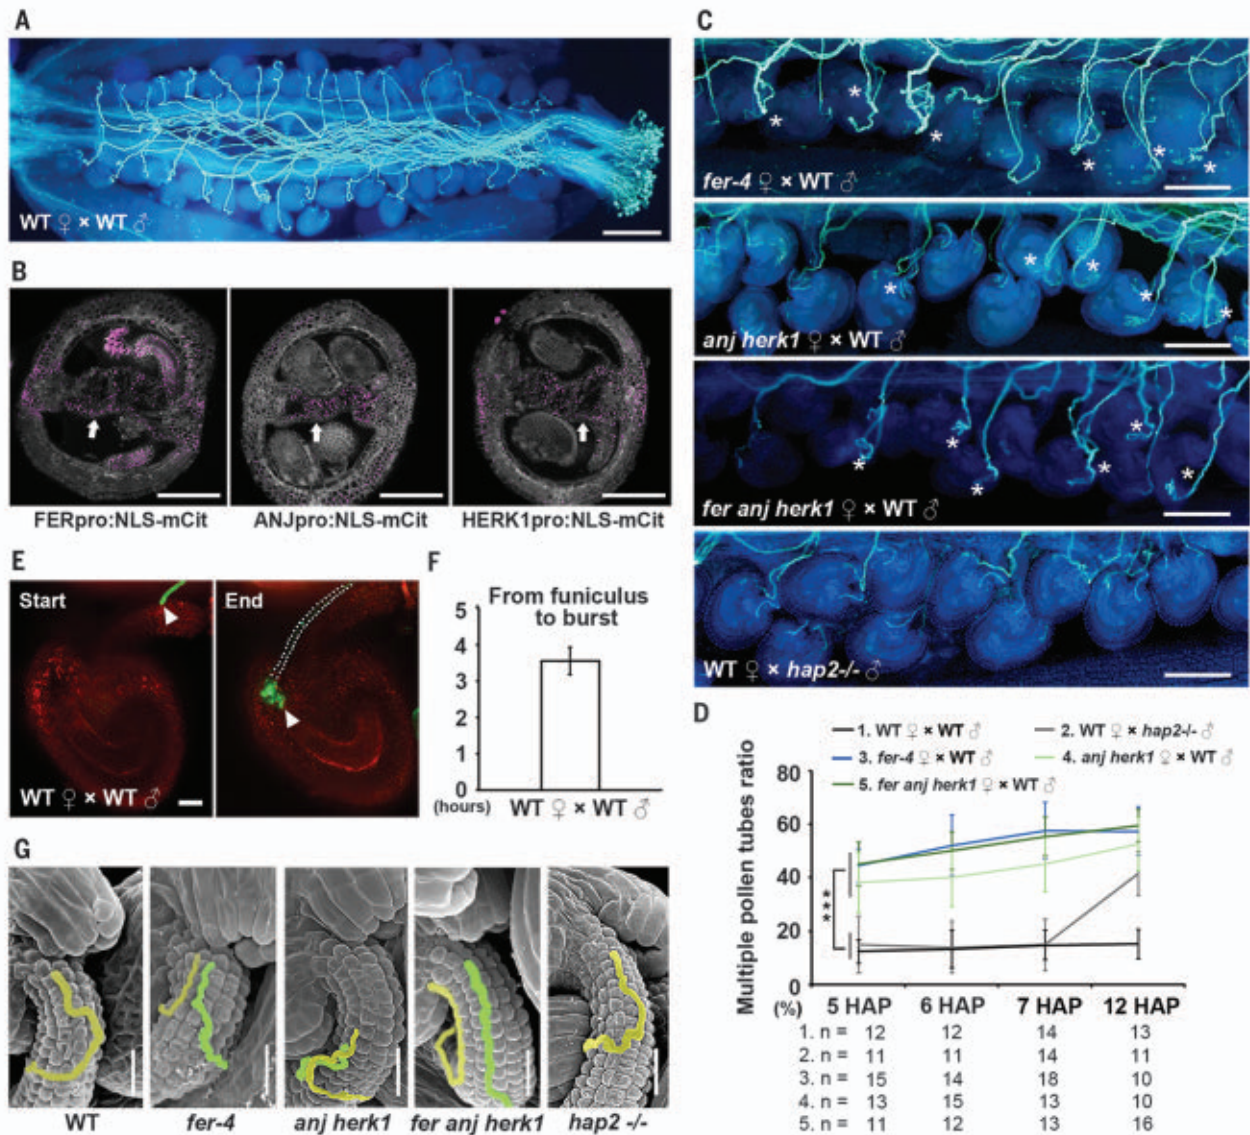 A
WT ♀ × WT ♂
B
FERpro:NLS-mCit
ANJpro:NLS-mCit
HERK1pro:NLS-mCit
C
fer-4 ♀ × WT ♂
*
*
*
*
*
*
anj herk1 ♀ × WT ♂
*
*
*
*
*
fer anj herk1 ♀ × WT ♂
*
*
*
*
*
*
WT ♀ × hap2-/- ♂
E
Start
End
WT ♀ × WT ♂
F
From funiculus
to burst
5
4
3
2
1
0
(hours)
WT ♀ × WT ♂
D
1. WT ♀ × WT ♂
2. WT ♀ × hap2-/- ♂
3. fer-4 ♀ × WT ♂
4. anj herk1 ♀ × WT ♂
5. fer anj herk1 ♀ × WT ♂
Multiple pollen tubes ratio
80
60
40
20
0
(%)
***
5 HAP 6 HAP 7 HAP 12 HAP
1. n = 12 12 14 13
2. n = 11 11 14 11
3. n = 15 14 18 10
4. n = 13 15 13 10
5. n = 11 12 13 16
G
WT
fer-4
anj herk1
fer anj herk1
hap2 -/-